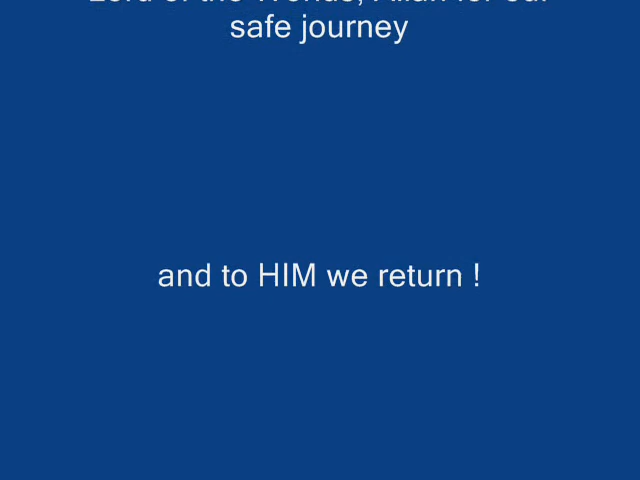 Lord of the Worlds, Allah for our
safe journey
and to HIM we return !